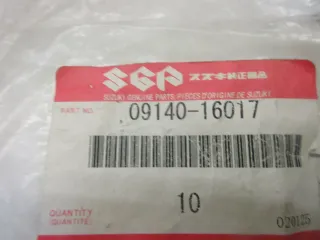 SGP スズキ純正部品
SUZUKI GENUINE PARTS/PIECES D'ORIGINE DE SUZUKI
PART NO. 09140-16017
10
QUANTITY
(QUANTITE)
020125